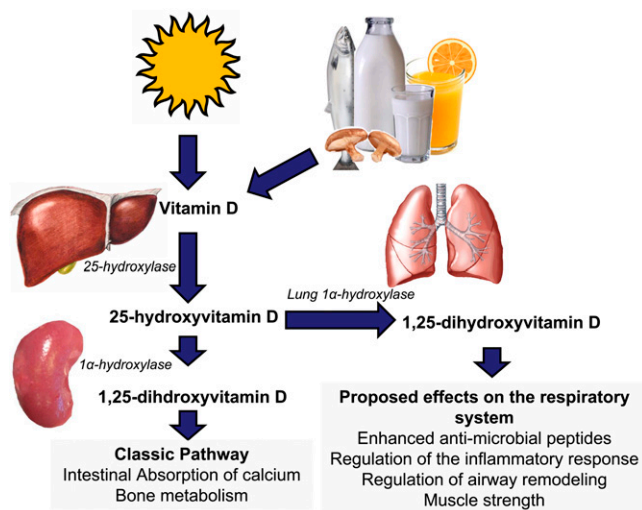 Vitamin D
25-hydroxylase
25-hydroxyvitamin D
Lung 1α-hydroxylase
1,25-dihydroxyvitamin D
1α-hydroxylase
1,25-dihdroxyvitamin D
Classic Pathway
Intestinal Absorption of calcium
Bone metabolism
Proposed effects on the respiratory
system
Enhanced anti-microbial peptides
Regulation of the inflammatory response
Regulation of airway remodeling
Muscle strength